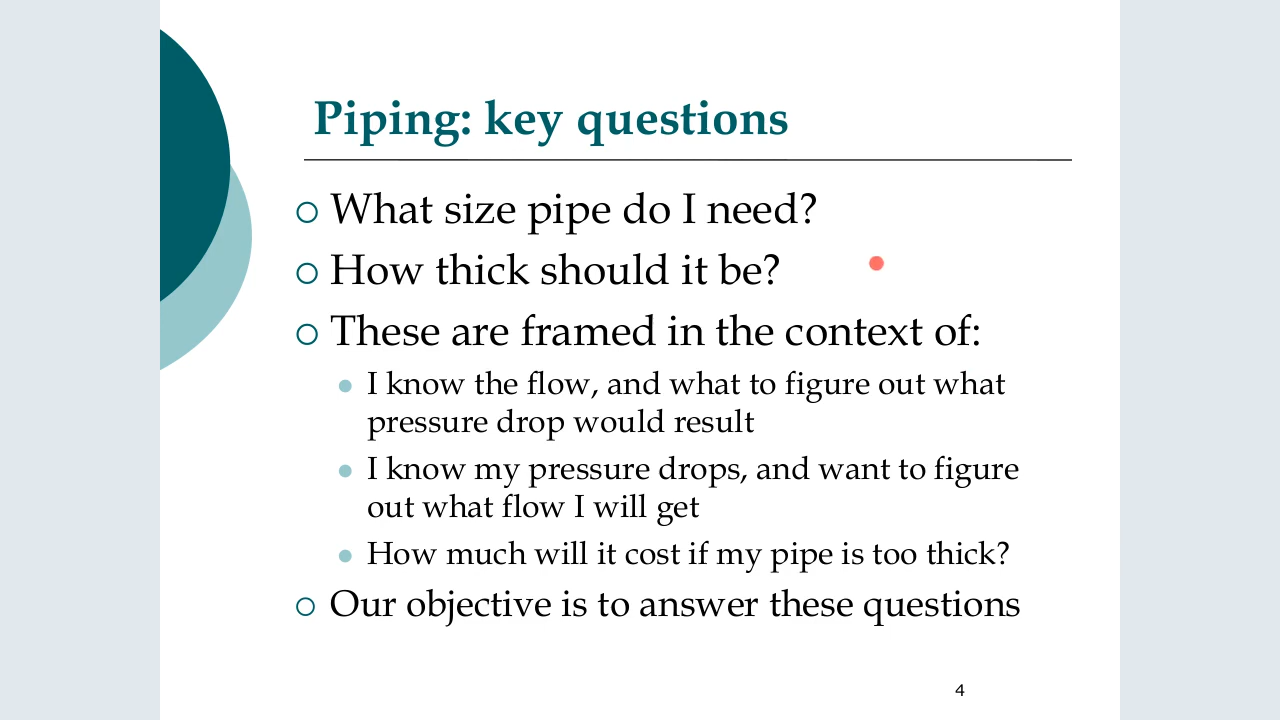 Piping: key questions
What size pipe do I need?
How thick should it be?
These are framed in the context of:
I know the flow, and what to figure out what
pressure drop would result
I know my pressure drops, and want to figure
out what flow I will get
How much will it cost if my pipe is too thick?
Our objective is to answer these questions
4